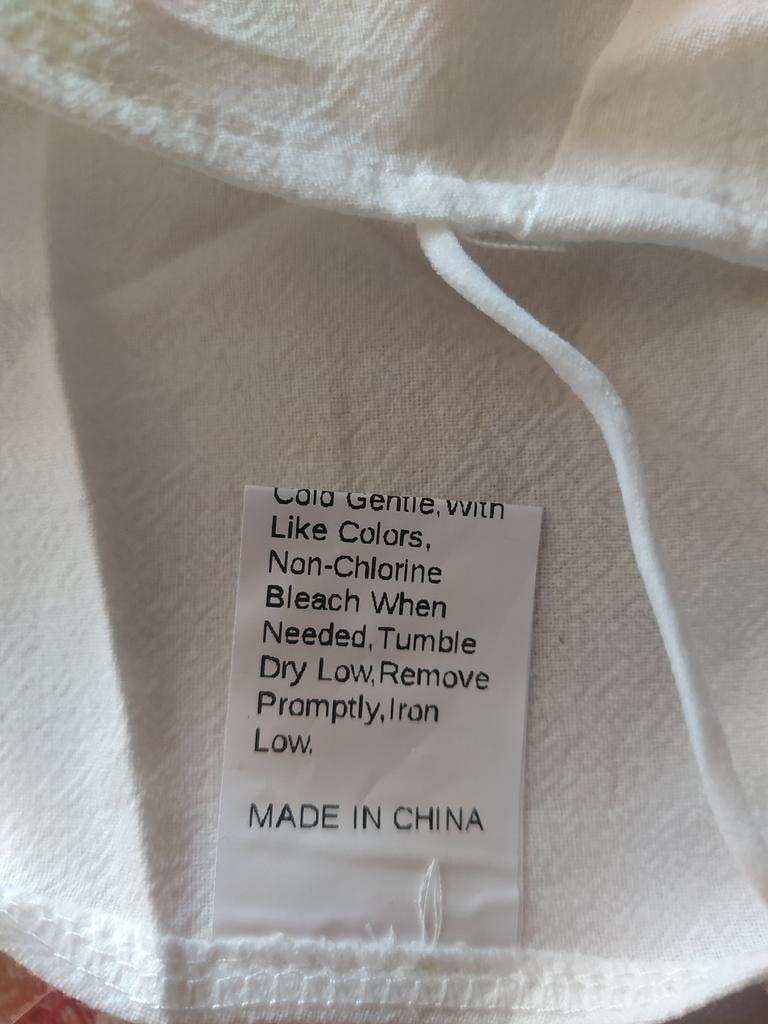 Cold Gentle,With
Like Colors,
Non-Chlorine
Bleach When
Needed,Tumble
Dry Low,Remove
Promptly,Iron
Low.
MADE IN CHINA